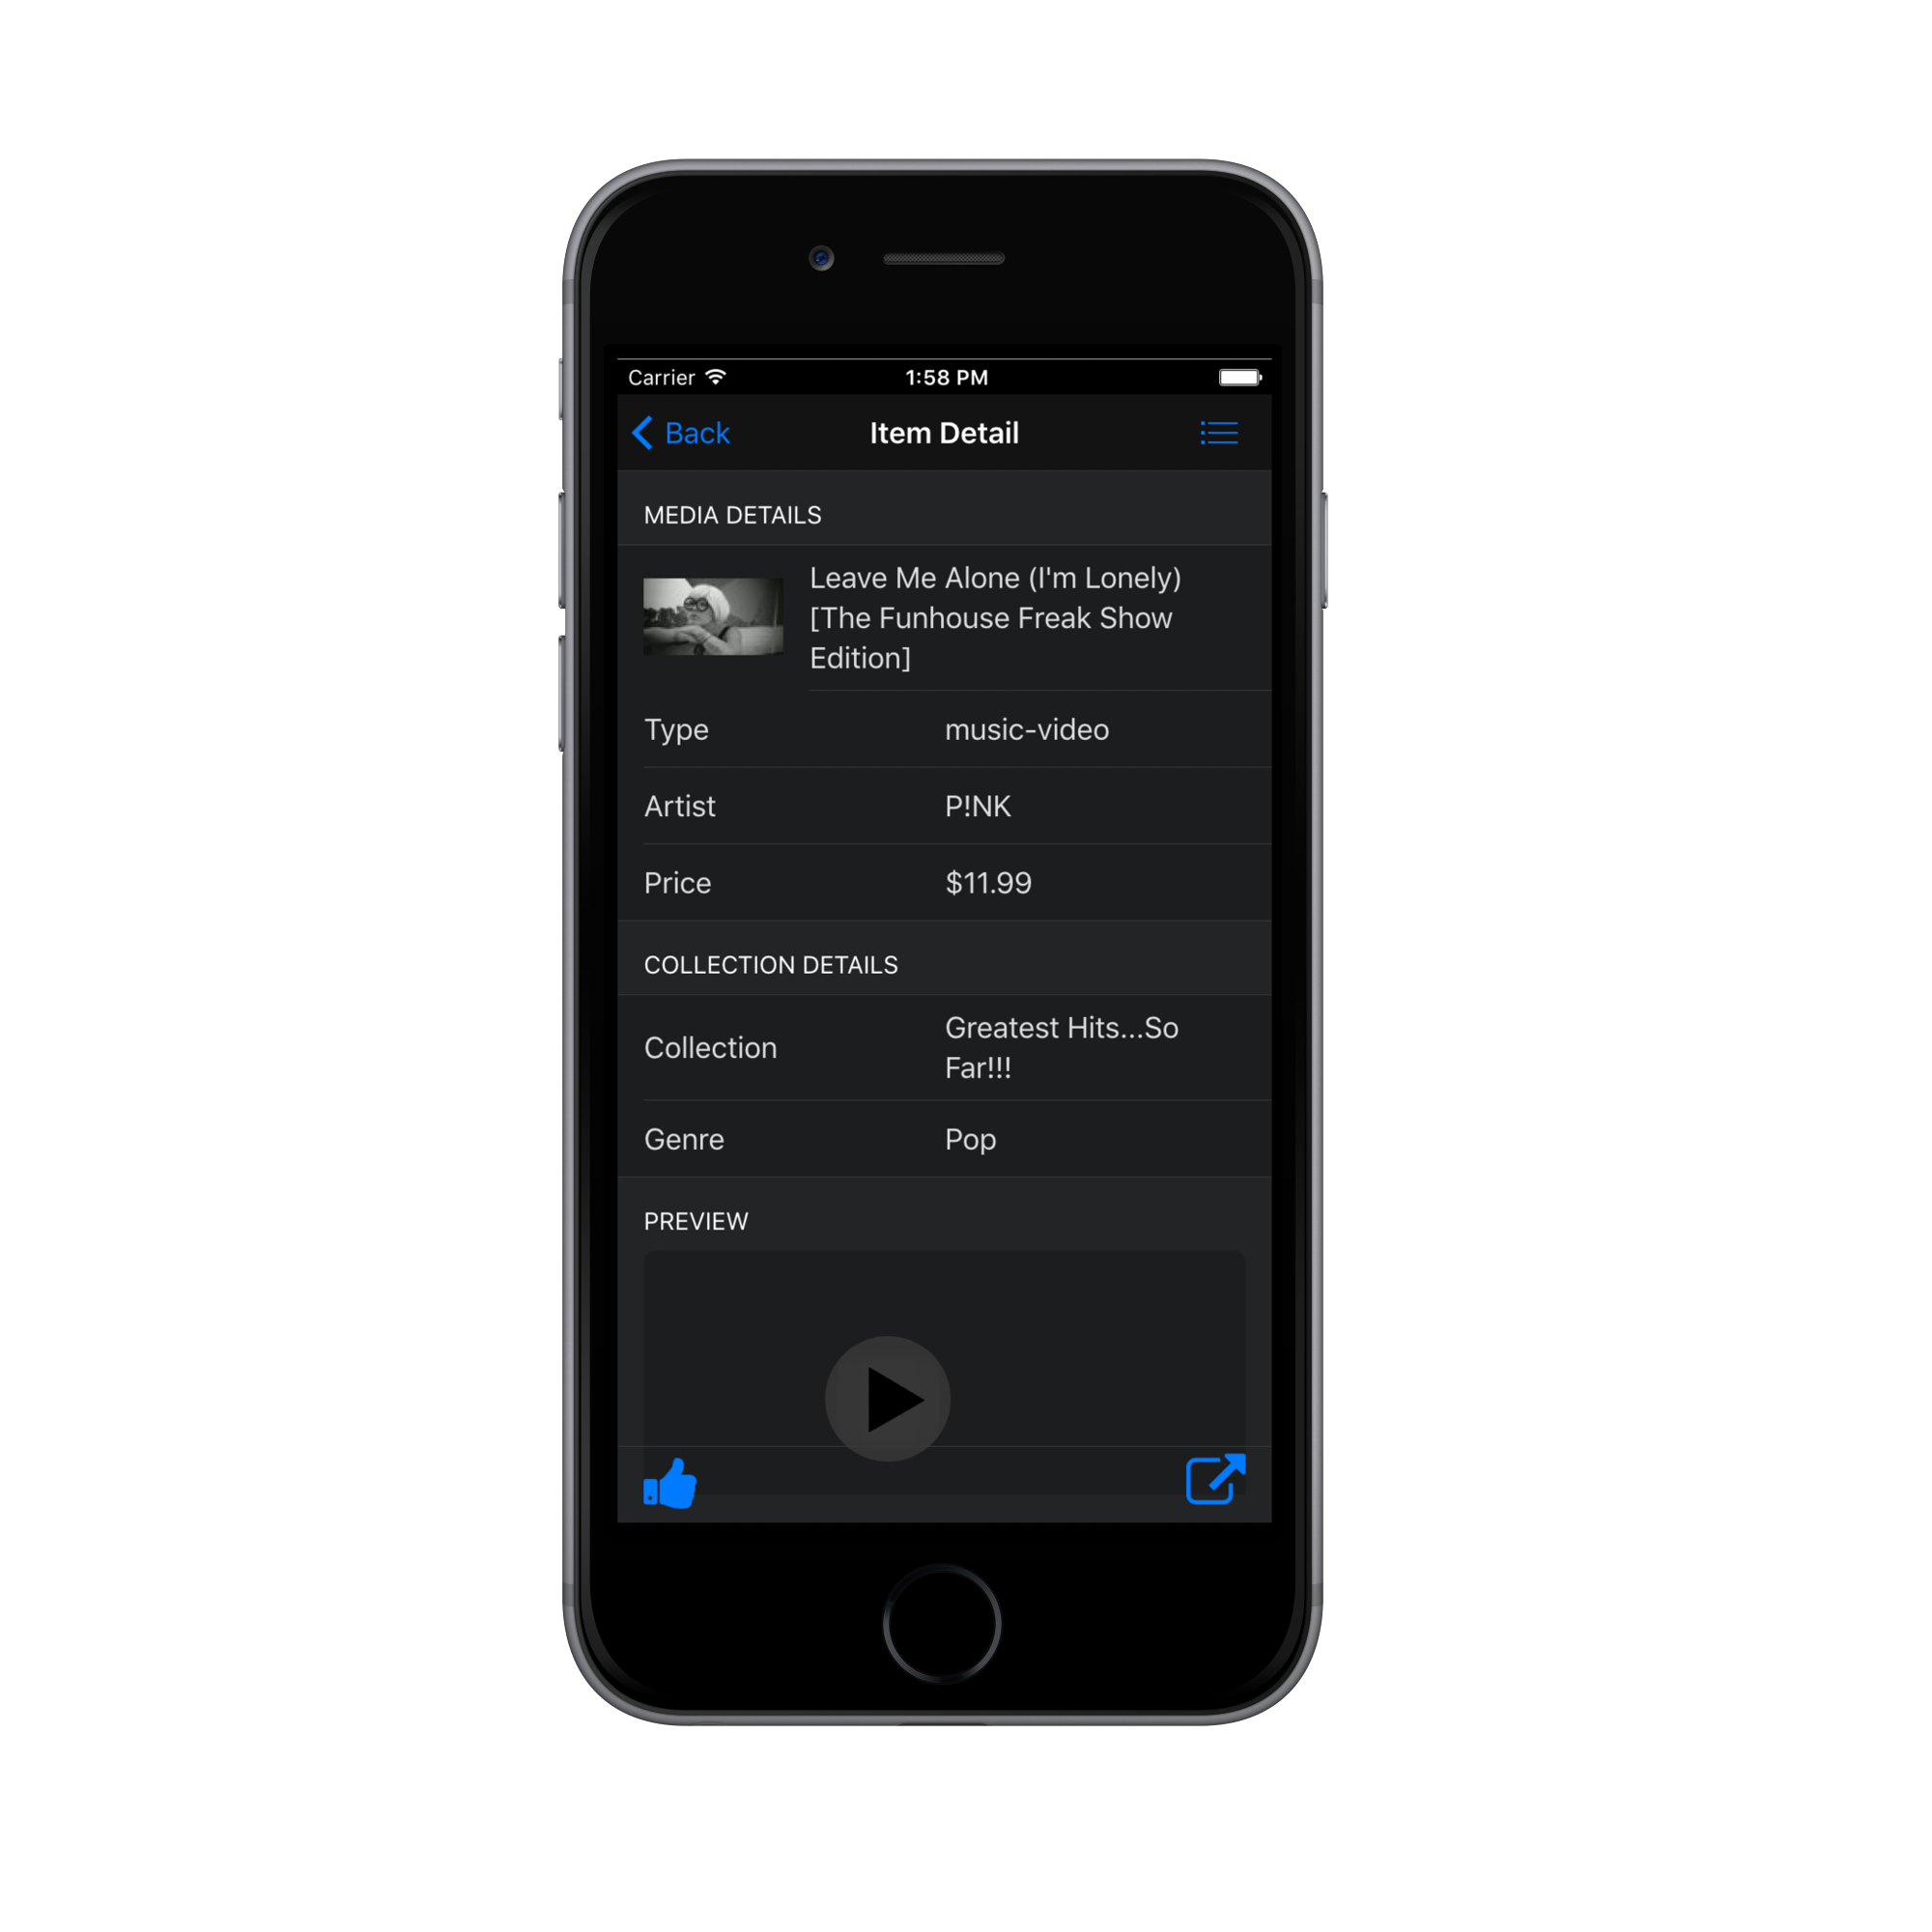 Carrier 1:58 PM
Back Item Detail
MEDIA DETAILS
Leave Me Alone (I'm Lonely)
[The Funhouse Freak Show
Edition]
Type music-video
Artist P!NK
Price $11.99
COLLECTION DETAILS
Collection Greatest Hits...So
Far!!!
Genre Pop
PREVIEW